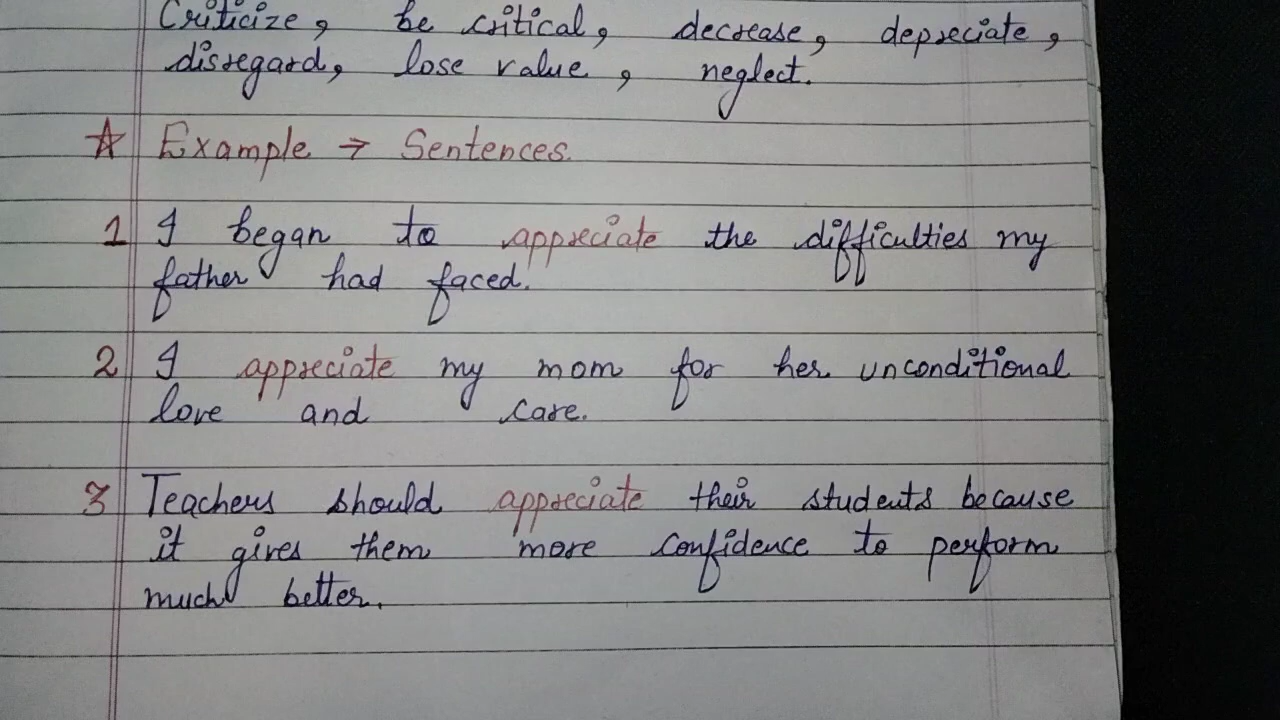 Criticize, be critical, decrease, depreciate,
disregard, lose value, neglect.
☆ Example → Sentences.
1 I began to appreciate the difficulties my
father had faced.
2 I appreciate my mom for her unconditional
love and care.
3 Teachers should appreciate their students because
it gives them more confidence to perform
much better.